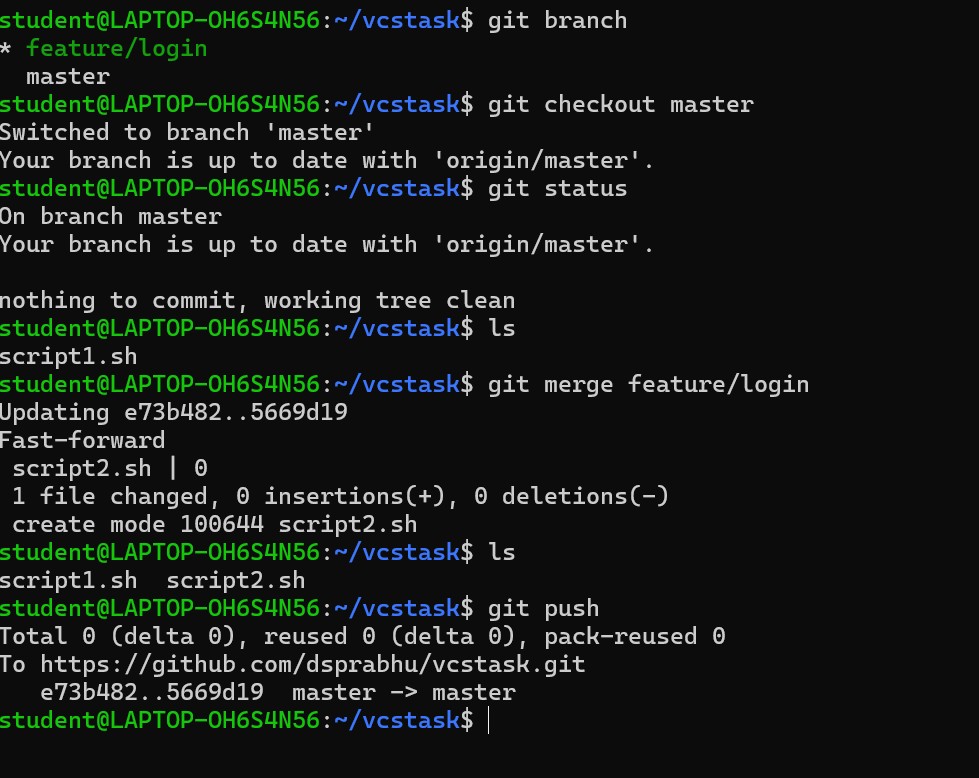 student@LAPTOP-OH6S4N56:~/vcstask$ git branch
* feature/login
  master
student@LAPTOP-OH6S4N56:~/vcstask$ git checkout master
Switched to branch 'master'
Your branch is up to date with 'origin/master'.
student@LAPTOP-OH6S4N56:~/vcstask$ git status
On branch master
Your branch is up to date with 'origin/master'.

nothing to commit, working tree clean
student@LAPTOP-OH6S4N56:~/vcstask$ ls
script1.sh
student@LAPTOP-OH6S4N56:~/vcstask$ git merge feature/login
Updating e73b482..5669d19
Fast-forward
 script2.sh | 0
 1 file changed, 0 insertions(+), 0 deletions(-)
 create mode 100644 script2.sh
student@LAPTOP-OH6S4N56:~/vcstask$ ls
script1.sh  script2.sh
student@LAPTOP-OH6S4N56:~/vcstask$ git push
Total 0 (delta 0), reused 0 (delta 0), pack-reused 0
To https://github.com/dsprabhu/vcstask.git
   e73b482..5669d19  master -> master
student@LAPTOP-OH6S4N56:~/vcstask$